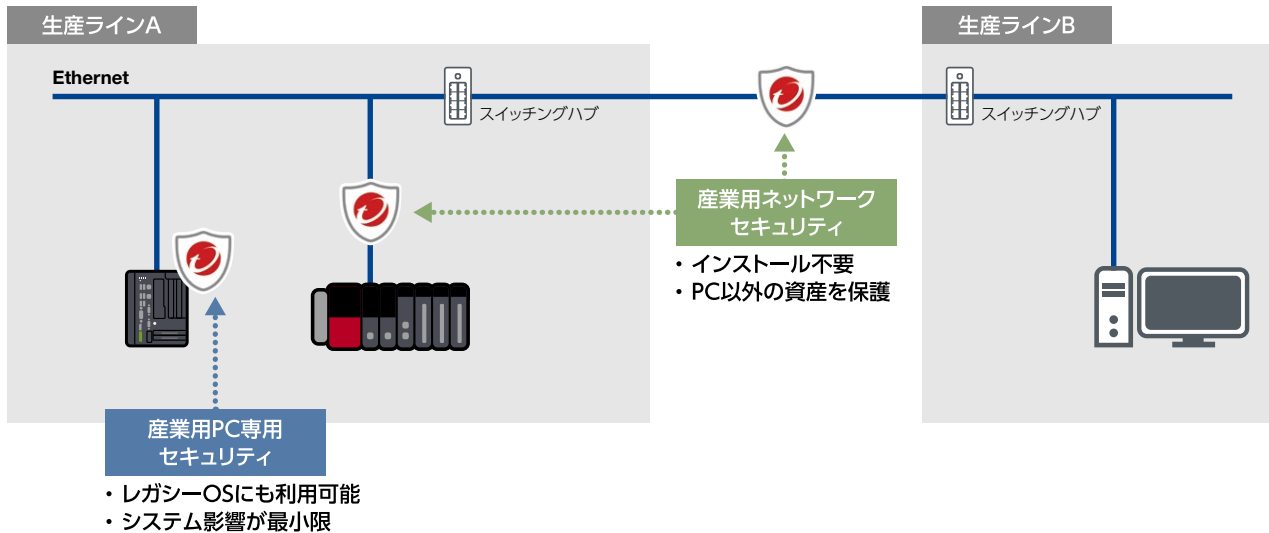 生産ラインA
生産ラインB
Ethernet
スイッチングハブ
スイッチングハブ
産業用ネットワーク
セキュリティ
・インストール不要
・PC以外の資産を保護
産業用PC専用
セキュリティ
・レガシーOSにも利用可能
・システム影響が最小限